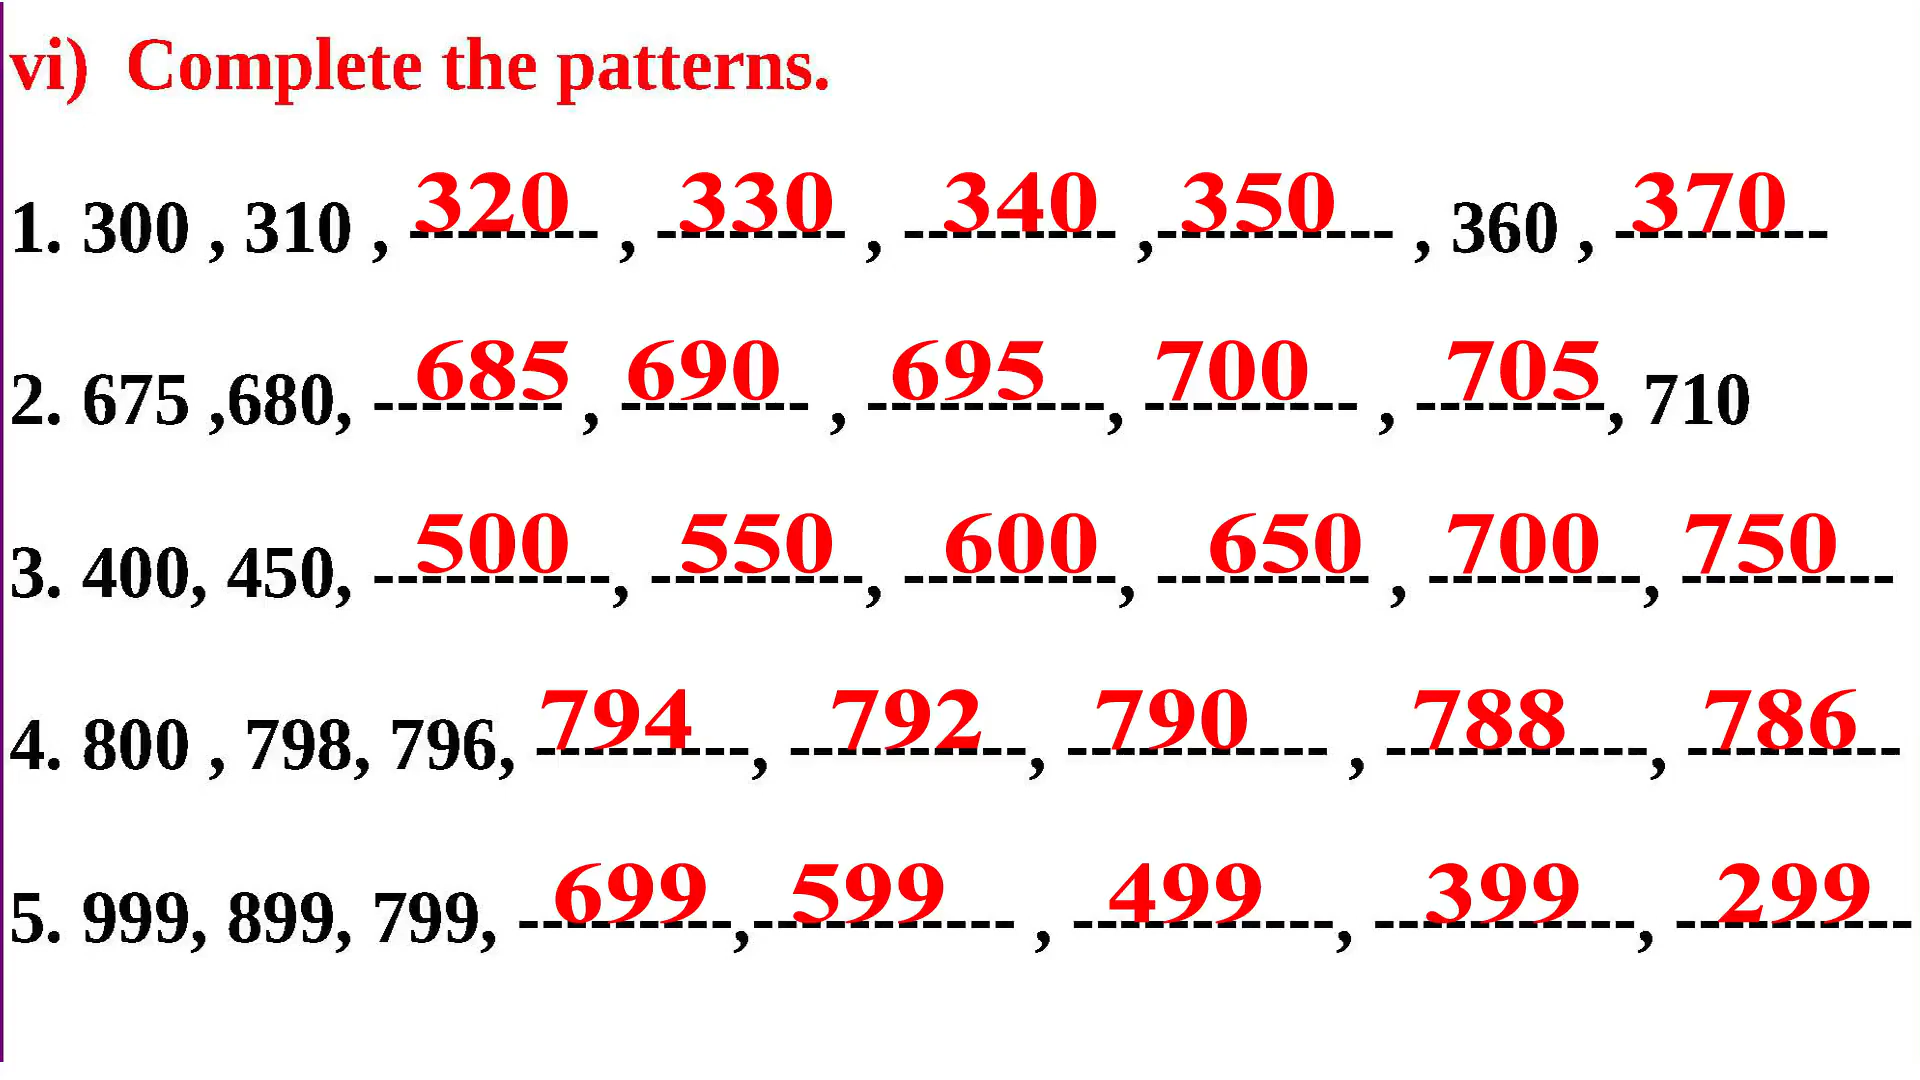 vi) Complete the patterns.
1. 300 , 310 , 320 , 330 , 340 , 350 , 360 , 370
2. 675 ,680, 685 , 690 , 695, 700 , 705, 710
3. 400, 450, 500, 550, 600, 650 , 700, 750
4. 800 , 798, 796, 794, 792, 790 , 788, 786
5. 999, 899, 799, 699, 599 , 499, 399, 299